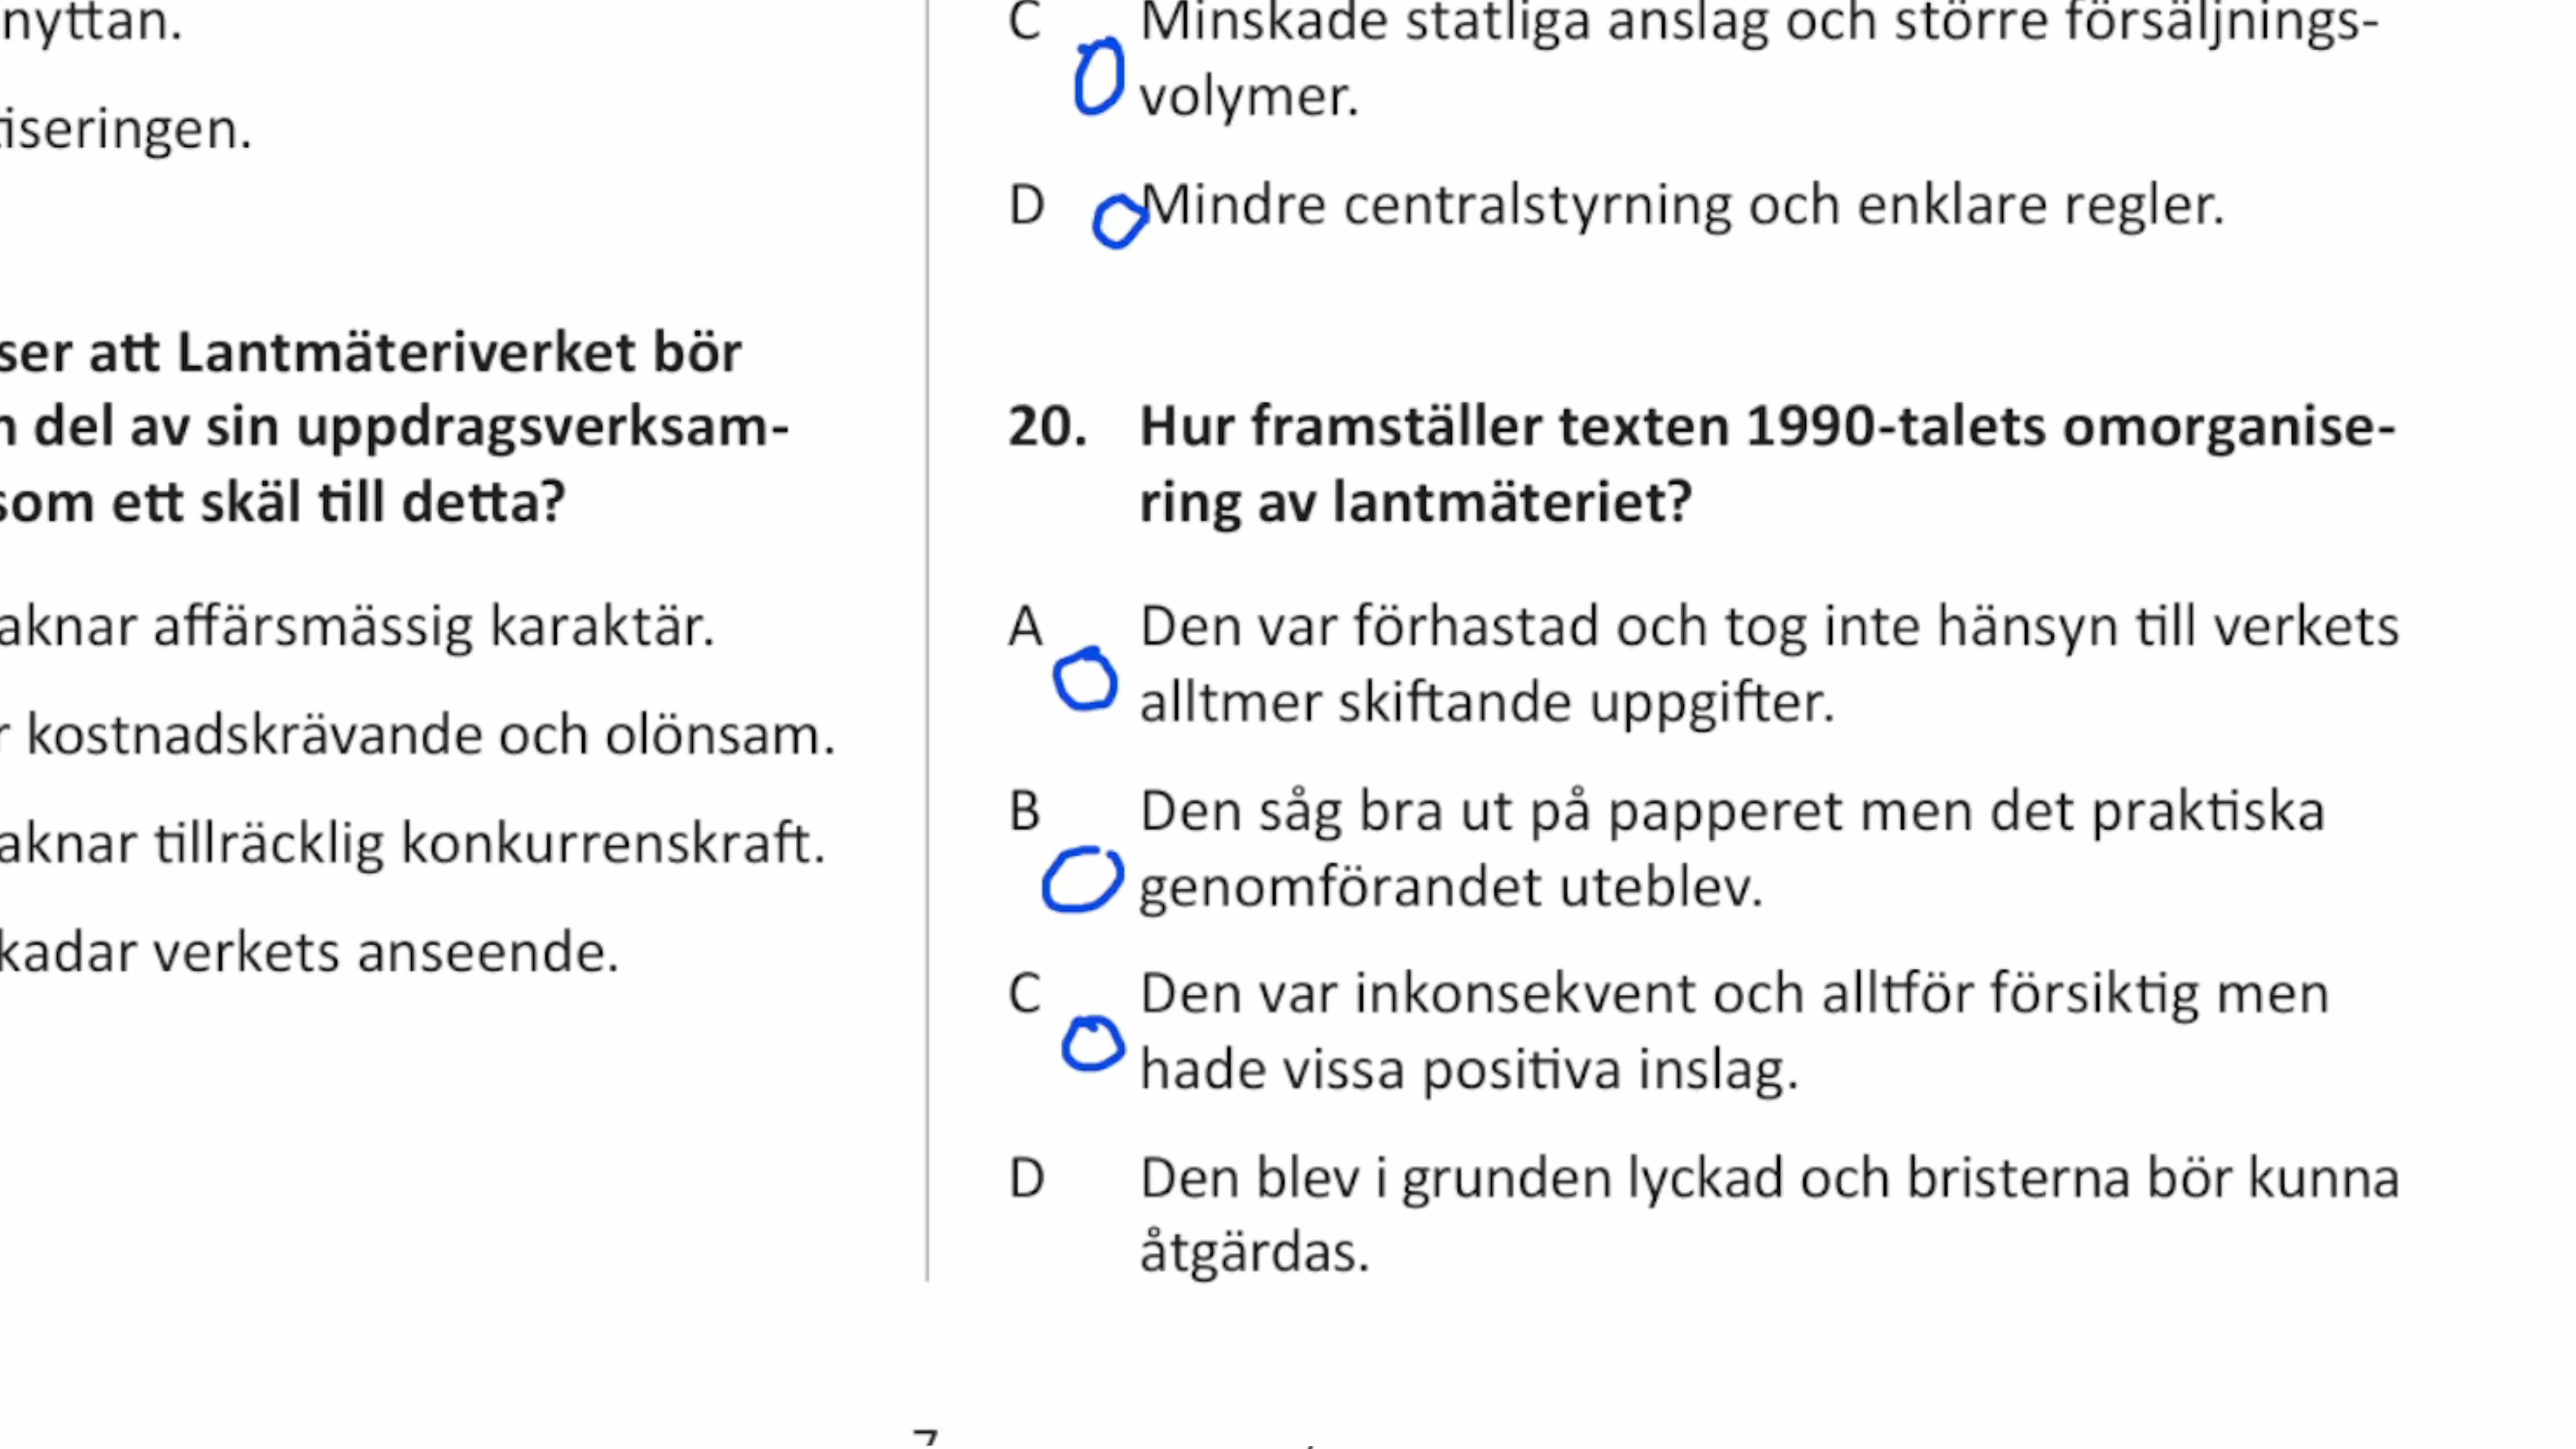 nyttan.
iseringen.
ser att Lantmäteriverket bör
del av sin uppdragsverksam-
som ett skäl till detta?
aknar affärsmässig karaktär.
r kostnadskrävande och olönsam.
aknar tillräcklig konkurrenskraft.
kadar verkets anseende.
C Minskade statliga anslag och större försäljnings-
volymer.
D Mindre centralstyrning och enklare regler.
20. Hur framställer texten 1990-talets omorganise-
ring av lantmäteriet?
A Den var förhastad och tog inte hänsyn till verkets
alltmer skiftande uppgifter.
B Den såg bra ut på papperet men det praktiska
genomförandet uteblev.
C Den var inkonsekvent och alltför försiktig men
hade vissa positiva inslag.
D Den blev i grunden lyckad och bristerna bör kunna
åtgärdas.